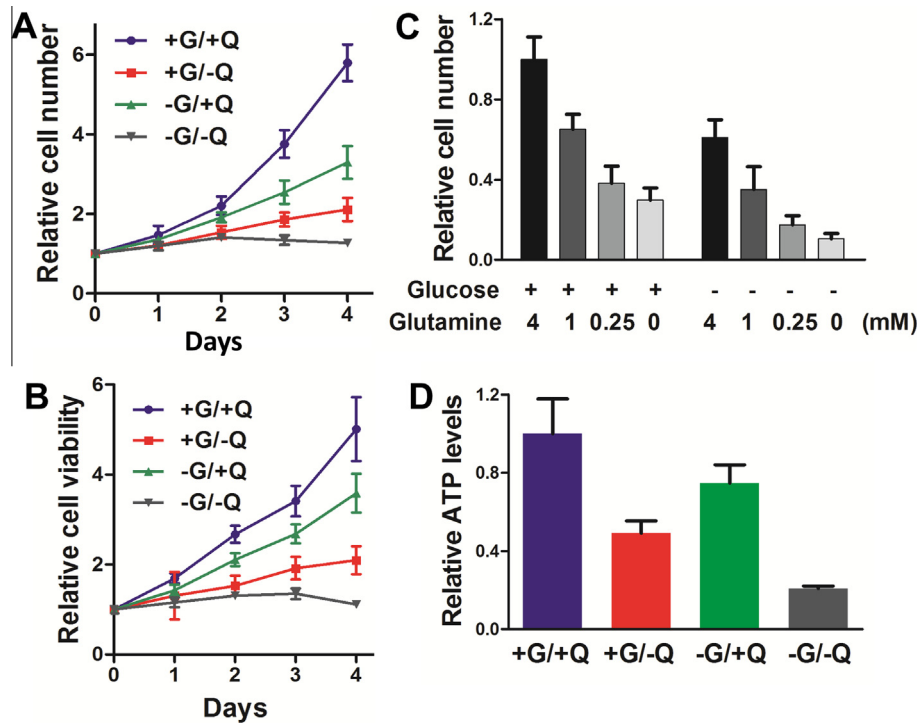 A
Relative cell number
6
4
2
0
+G/+Q
+G/-Q
-G/+Q
-G/-Q
0 1 2 3 4
Days
C
Relative cell number
1.2
0.8
0.4
0.0
Glucose + + + + - - - -
Glutamine 4 1 0.25 0 4 1 0.25 0 (mM)
B
Relative cell viability
6
4
2
0
+G/+Q
+G/-Q
-G/+Q
-G/-Q
0 1 2 3 4
Days
D
Relative ATP levels
1.2
0.8
0.4
0.0
+G/+Q +G/-Q -G/+Q -G/-Q